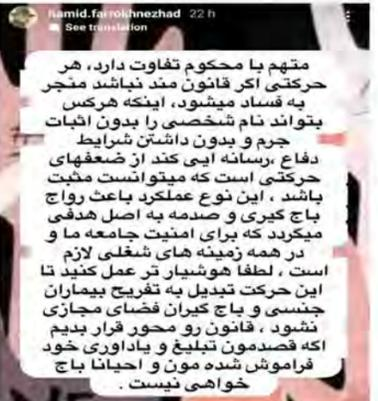 hamid.farrokhnezhad 22 h
See translation
متهم با محکوم تفاوت دارد، هر
حرکتی اگر قانون مند نباشد منجر
به فساد میشود، اینکه هرکس
بتواند نام شخصی را بدون اثبات
جرم و بدون داشتن شرایط
دفاع ،رسانه ایی کند از ضعفهای
حرکتی است که میتوانست مثبت
باشد ، این نوع عملکرد باعث رواج
باج گیری و صدمه به اصل هدفی
میگردد که برای امنیت جامعه ما و
در همه زمینه های شغلی لازم
است ، لطفا هوشیار تر عمل کنید تا
این حرکت تبدیل به تفریح بیماران
جنسی و باج گیران فضای مجازی
نشود ، قانون رو محور قرار بدیم
اگه قصدمون تبلیغ و یاداوری خود
فراموش شده مون و احیانا باج
خواهی نیست .